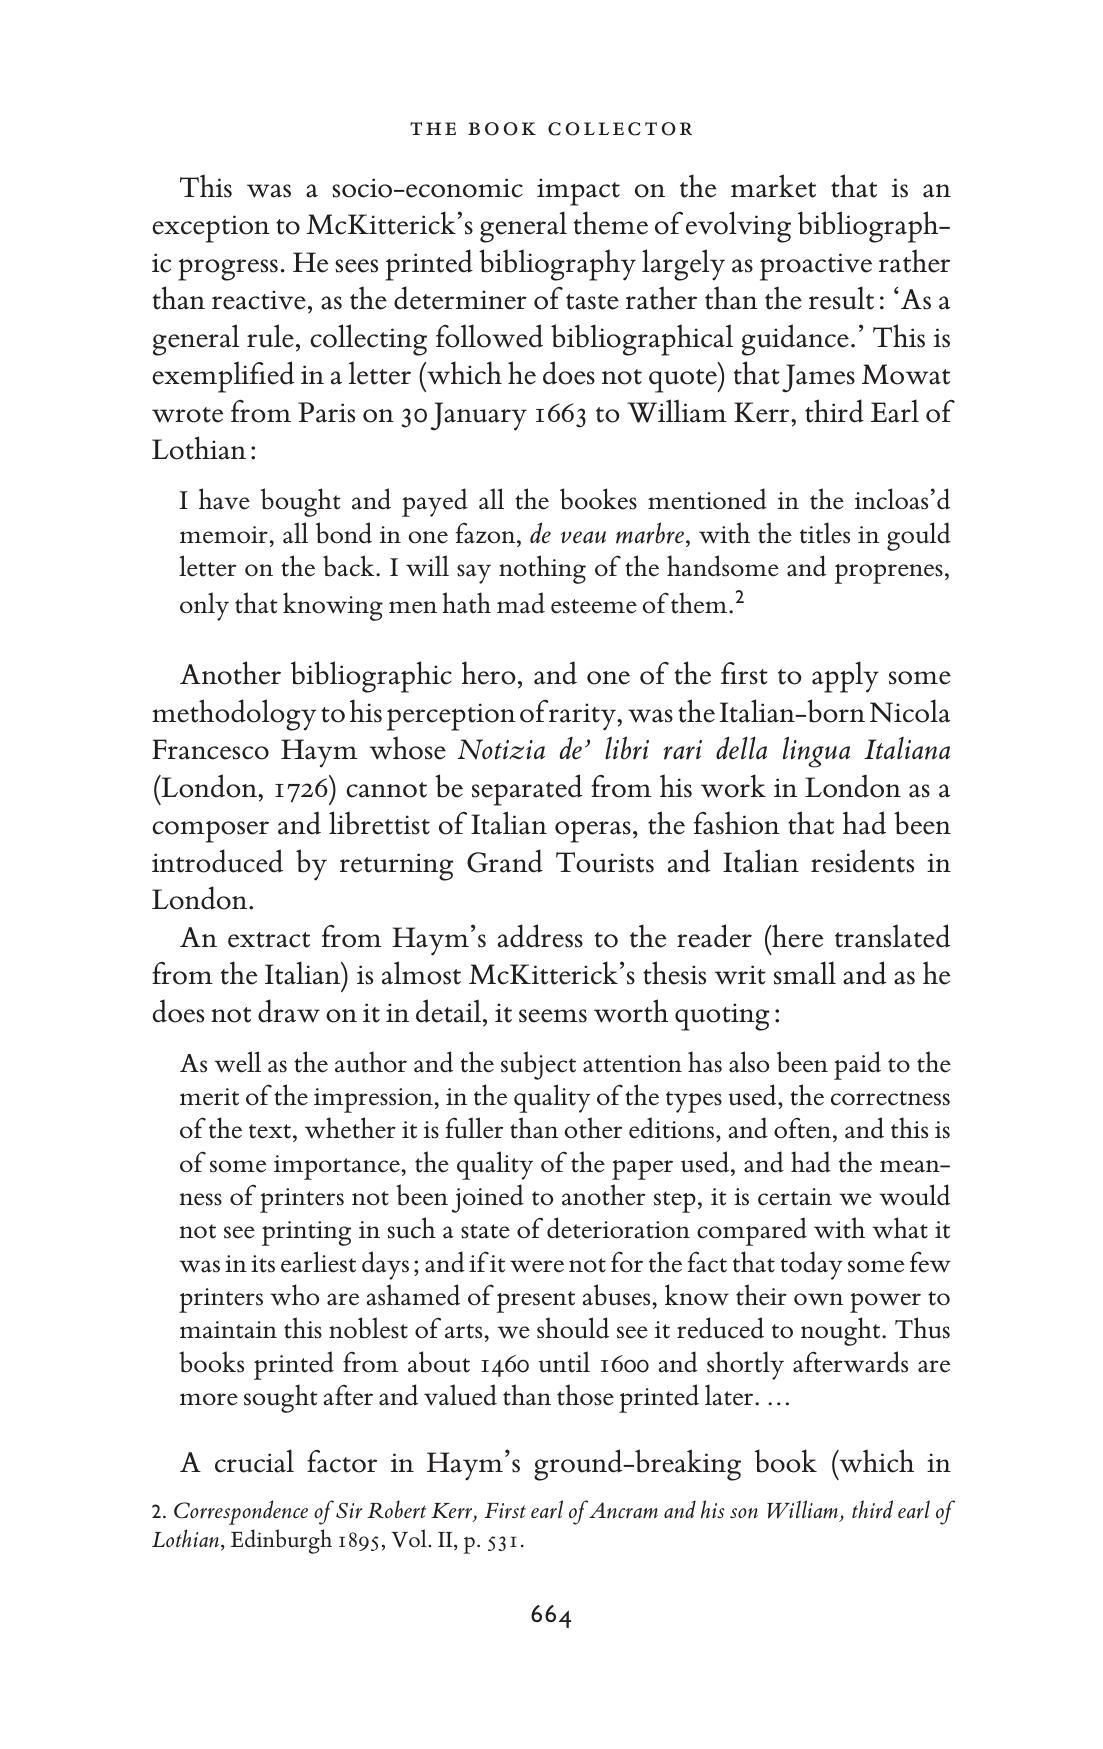 THE BOOK COLLECTOR
This was a socio-economic impact on the market that is an
exception to McKitterick’s general theme of evolving bibliograph-
ic progress. He sees printed bibliography largely as proactive rather
than reactive, as the determiner of taste rather than the result: ‘As a
general rule, collecting followed bibliographical guidance.’ This is
exemplified in a letter (which he does not quote) that James Mowat
wrote from Paris on 30 January 1663 to William Kerr, third Earl of
Lothian:
I have bought and payed all the bookes mentioned in the incloas’d
memoir, all bond in one fazon, de veau marbre, with the titles in gould
letter on the back. I will say nothing of the handsome and proprenes,
only that knowing men hath mad esteeme of them.2
Another bibliographic hero, and one of the first to apply some
methodology to his perception of rarity, was the Italian-born Nicola
Francesco Haym whose Notizia de’ libri rari della lingua Italiana
(London, 1726) cannot be separated from his work in London as a
composer and librettist of Italian operas, the fashion that had been
introduced by returning Grand Tourists and Italian residents in
London.
An extract from Haym’s address to the reader (here translated
from the Italian) is almost McKitterick’s thesis writ small and as he
does not draw on it in detail, it seems worth quoting:
As well as the author and the subject attention has also been paid to the
merit of the impression, in the quality of the types used, the correctness
of the text, whether it is fuller than other editions, and often, and this is
of some importance, the quality of the paper used, and had the mean-
ness of printers not been joined to another step, it is certain we would
not see printing in such a state of deterioration compared with what it
was in its earliest days; and if it were not for the fact that today some few
printers who are ashamed of present abuses, know their own power to
maintain this noblest of arts, we should see it reduced to nought. Thus
books printed from about 1460 until 1600 and shortly afterwards are
more sought after and valued than those printed later. …
A crucial factor in Haym’s ground-breaking book (which in
2. Correspondence of Sir Robert Kerr, First earl of Ancram and his son William, third earl of
Lothian, Edinburgh 1895, Vol. II, p. 531.
664